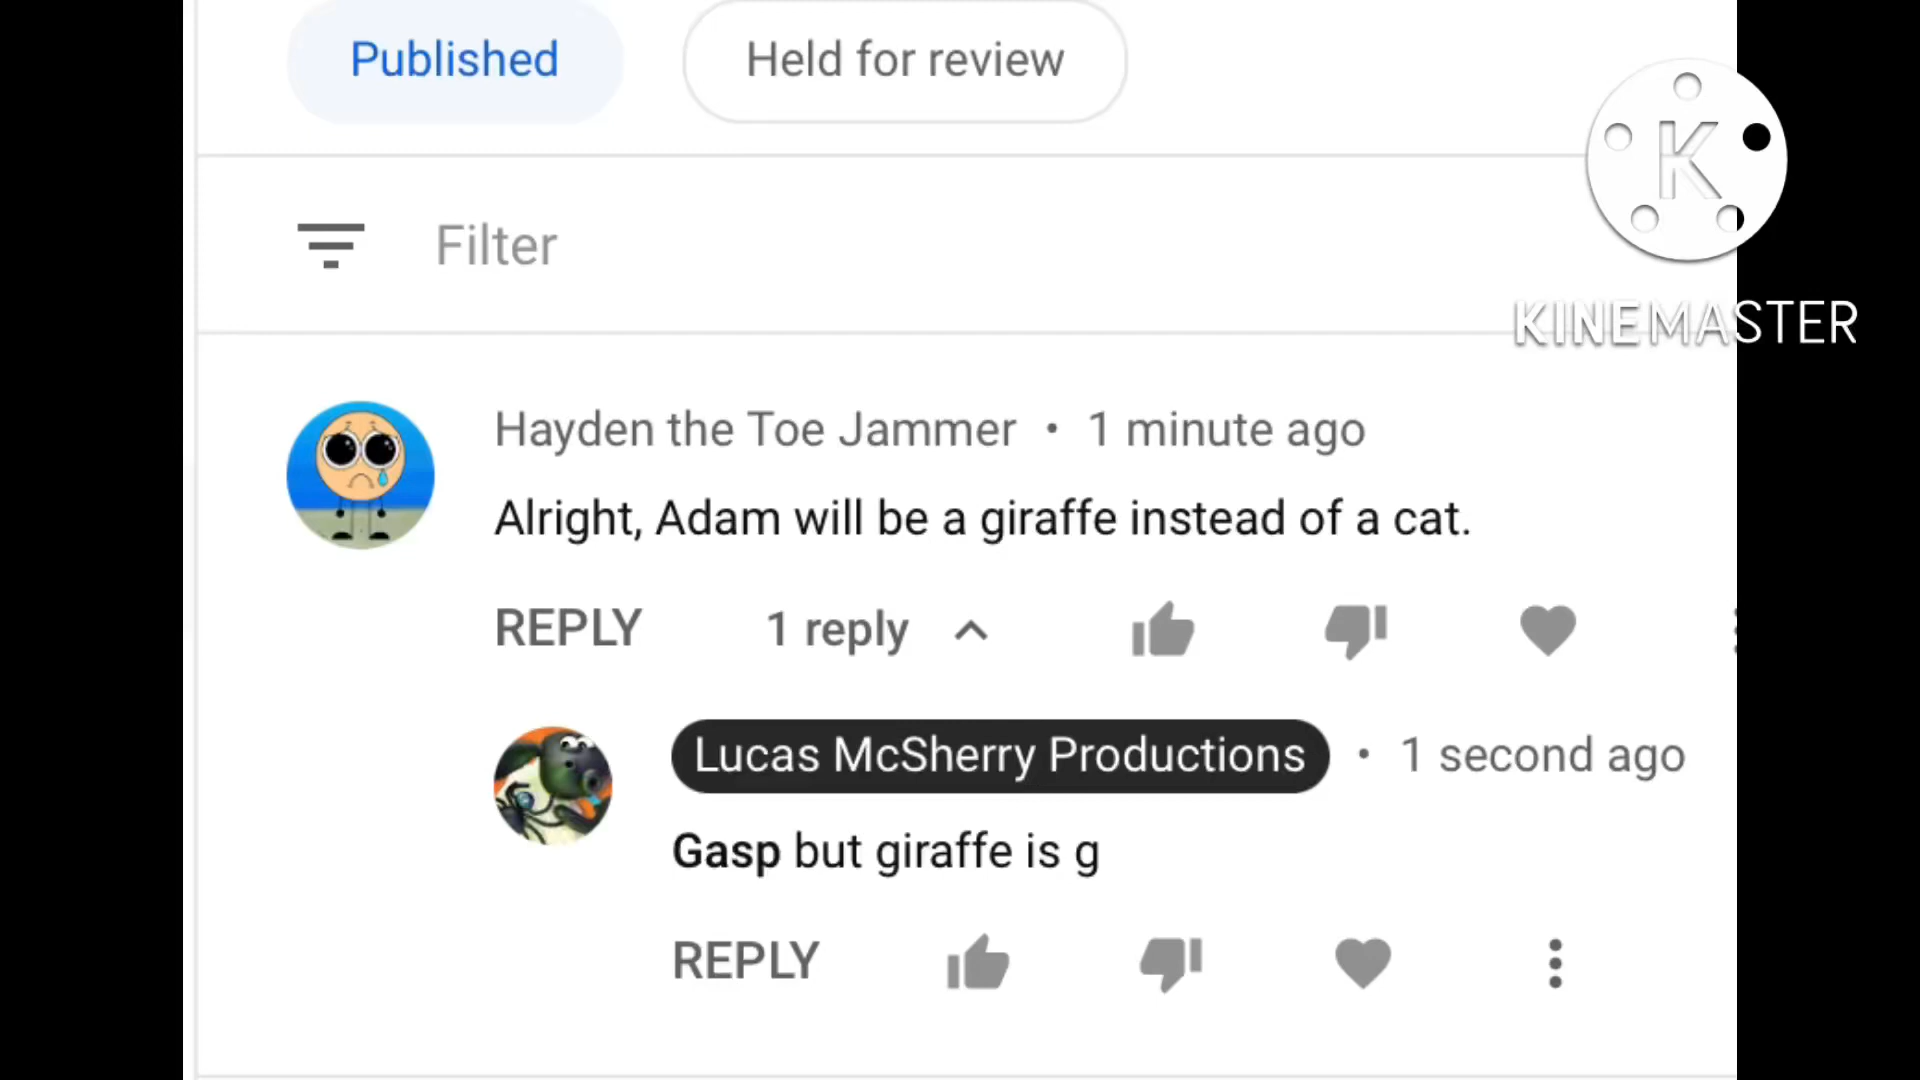 Published Held for review
K
KINEMASTER
Filter
Hayden the Toe Jammer • 1 minute ago
Alright, Adam will be a giraffe instead of a cat.
REPLY 1 reply
Lucas McSherry Productions • 1 second ago
Gasp but giraffe is g
REPLY